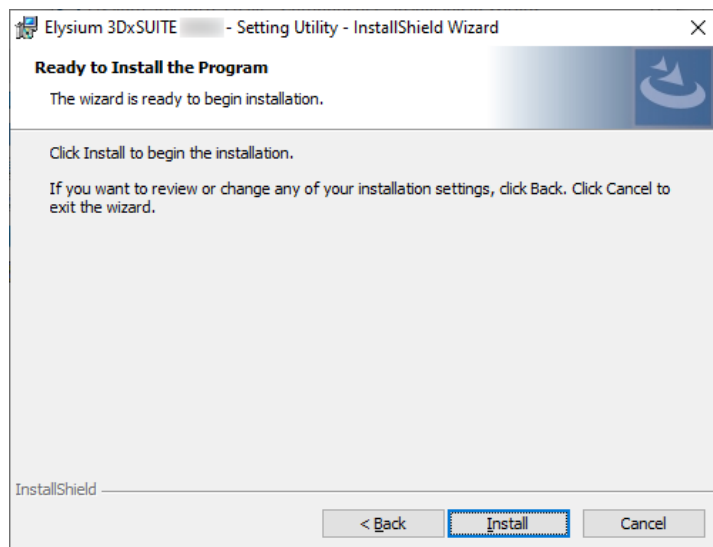 Elysium 3DxSUITE - Setting Utility - InstallShield Wizard
Ready to Install the Program
The wizard is ready to begin installation.
Click Install to begin the installation.
If you want to review or change any of your installation settings, click Back. Click Cancel to
exit the wizard.
InstallShield
< Back Install Cancel